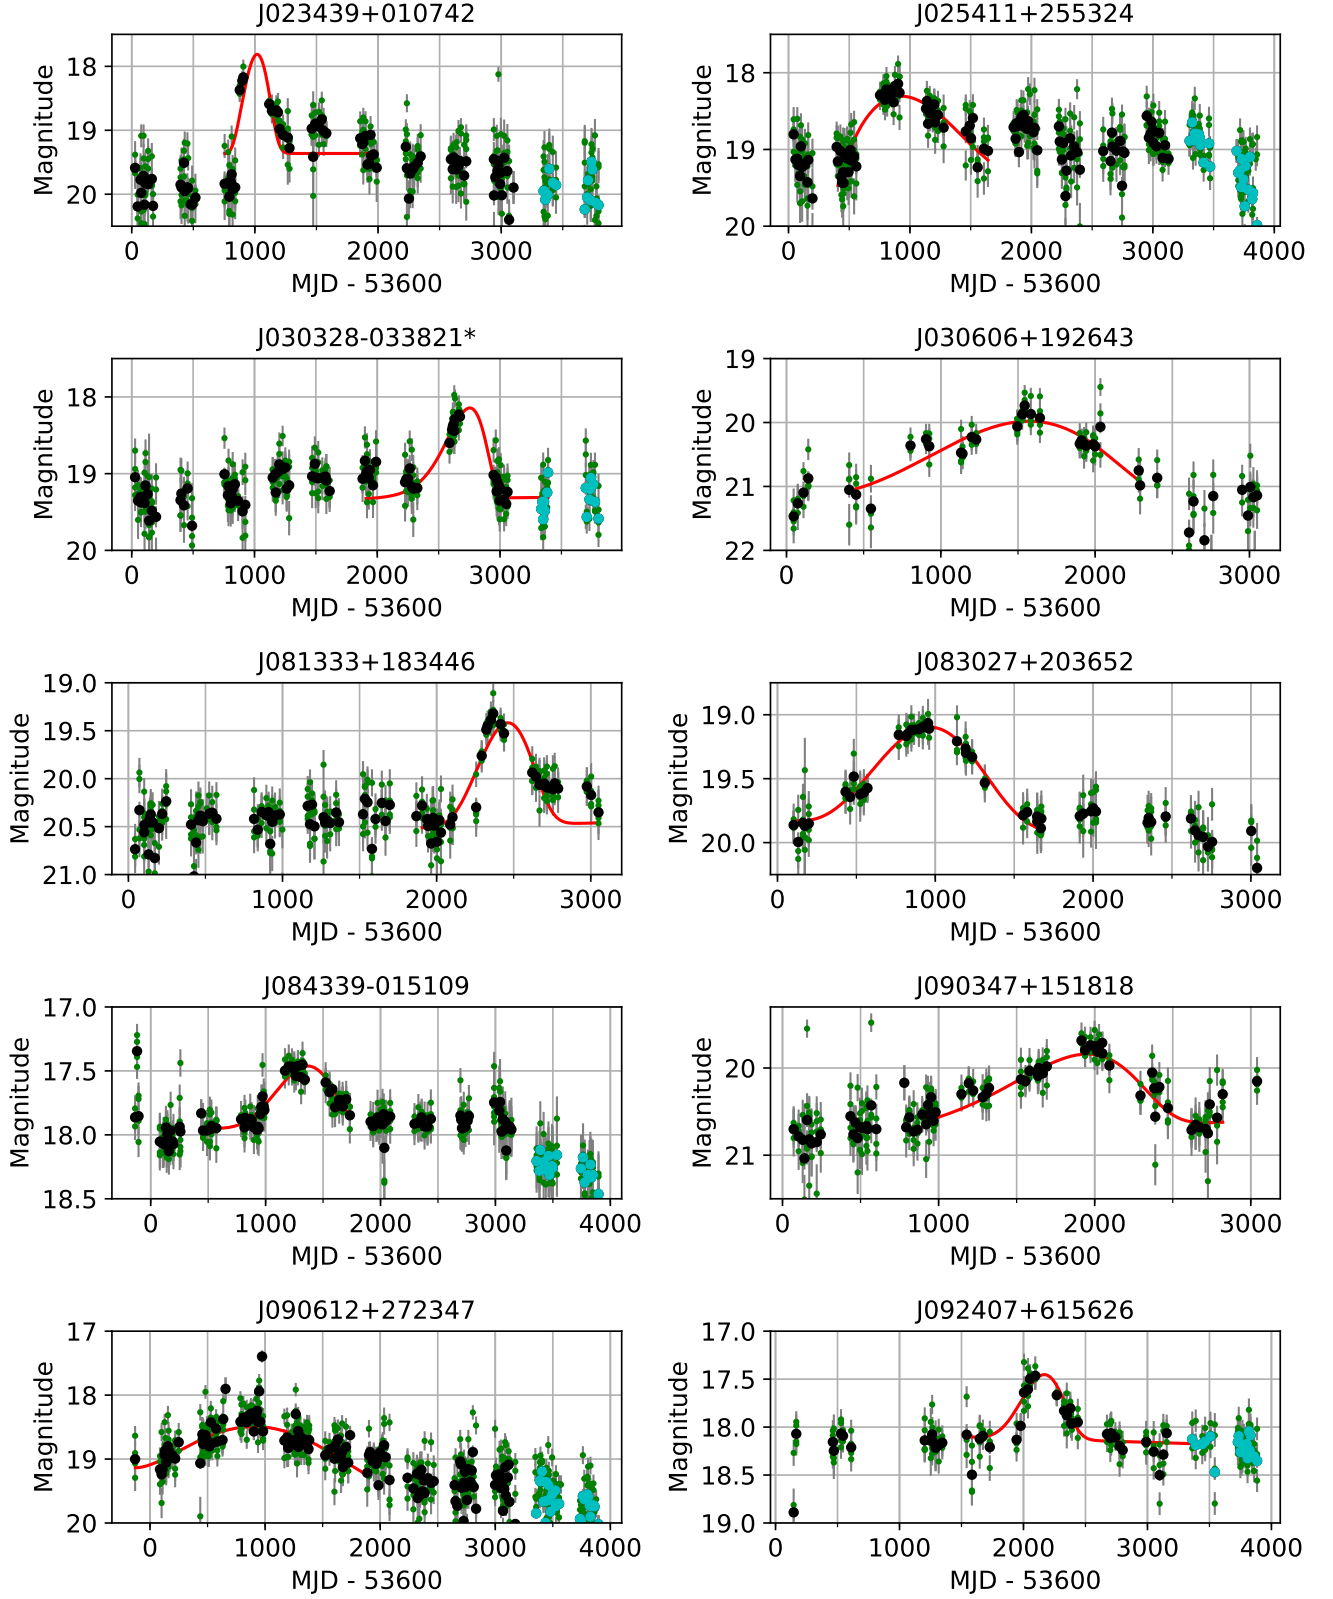 J023439+010742
J025411+255324
Magnitude
18
19
20
0
1000
2000
3000
MJD - 53600
Magnitude
18
19
20
0
1000
2000
3000
4000
MJD - 53600
J030328-033821*
J030606+192643
Magnitude
18
19
20
0
1000
2000
3000
MJD - 53600
Magnitude
19
20
21
22
0
1000
2000
3000
MJD - 53600
J081333+183446
J083027+203652
Magnitude
19.0
19.5
20.0
20.5
21.0
0
1000
2000
3000
MJD - 53600
Magnitude
19.0
19.5
20.0
0
1000
2000
3000
MJD - 53600
J084339-015109
J090347+151818
Magnitude
17.0
17.5
18.0
18.5
0
1000
2000
3000
4000
MJD - 53600
Magnitude
20
21
0
1000
2000
3000
MJD - 53600
J090612+272347
J092407+615626
Magnitude
17
18
19
20
0
1000
2000
3000
4000
MJD - 53600
Magnitude
17.0
17.5
18.0
18.5
19.0
0
1000
2000
3000
4000
MJD - 53600